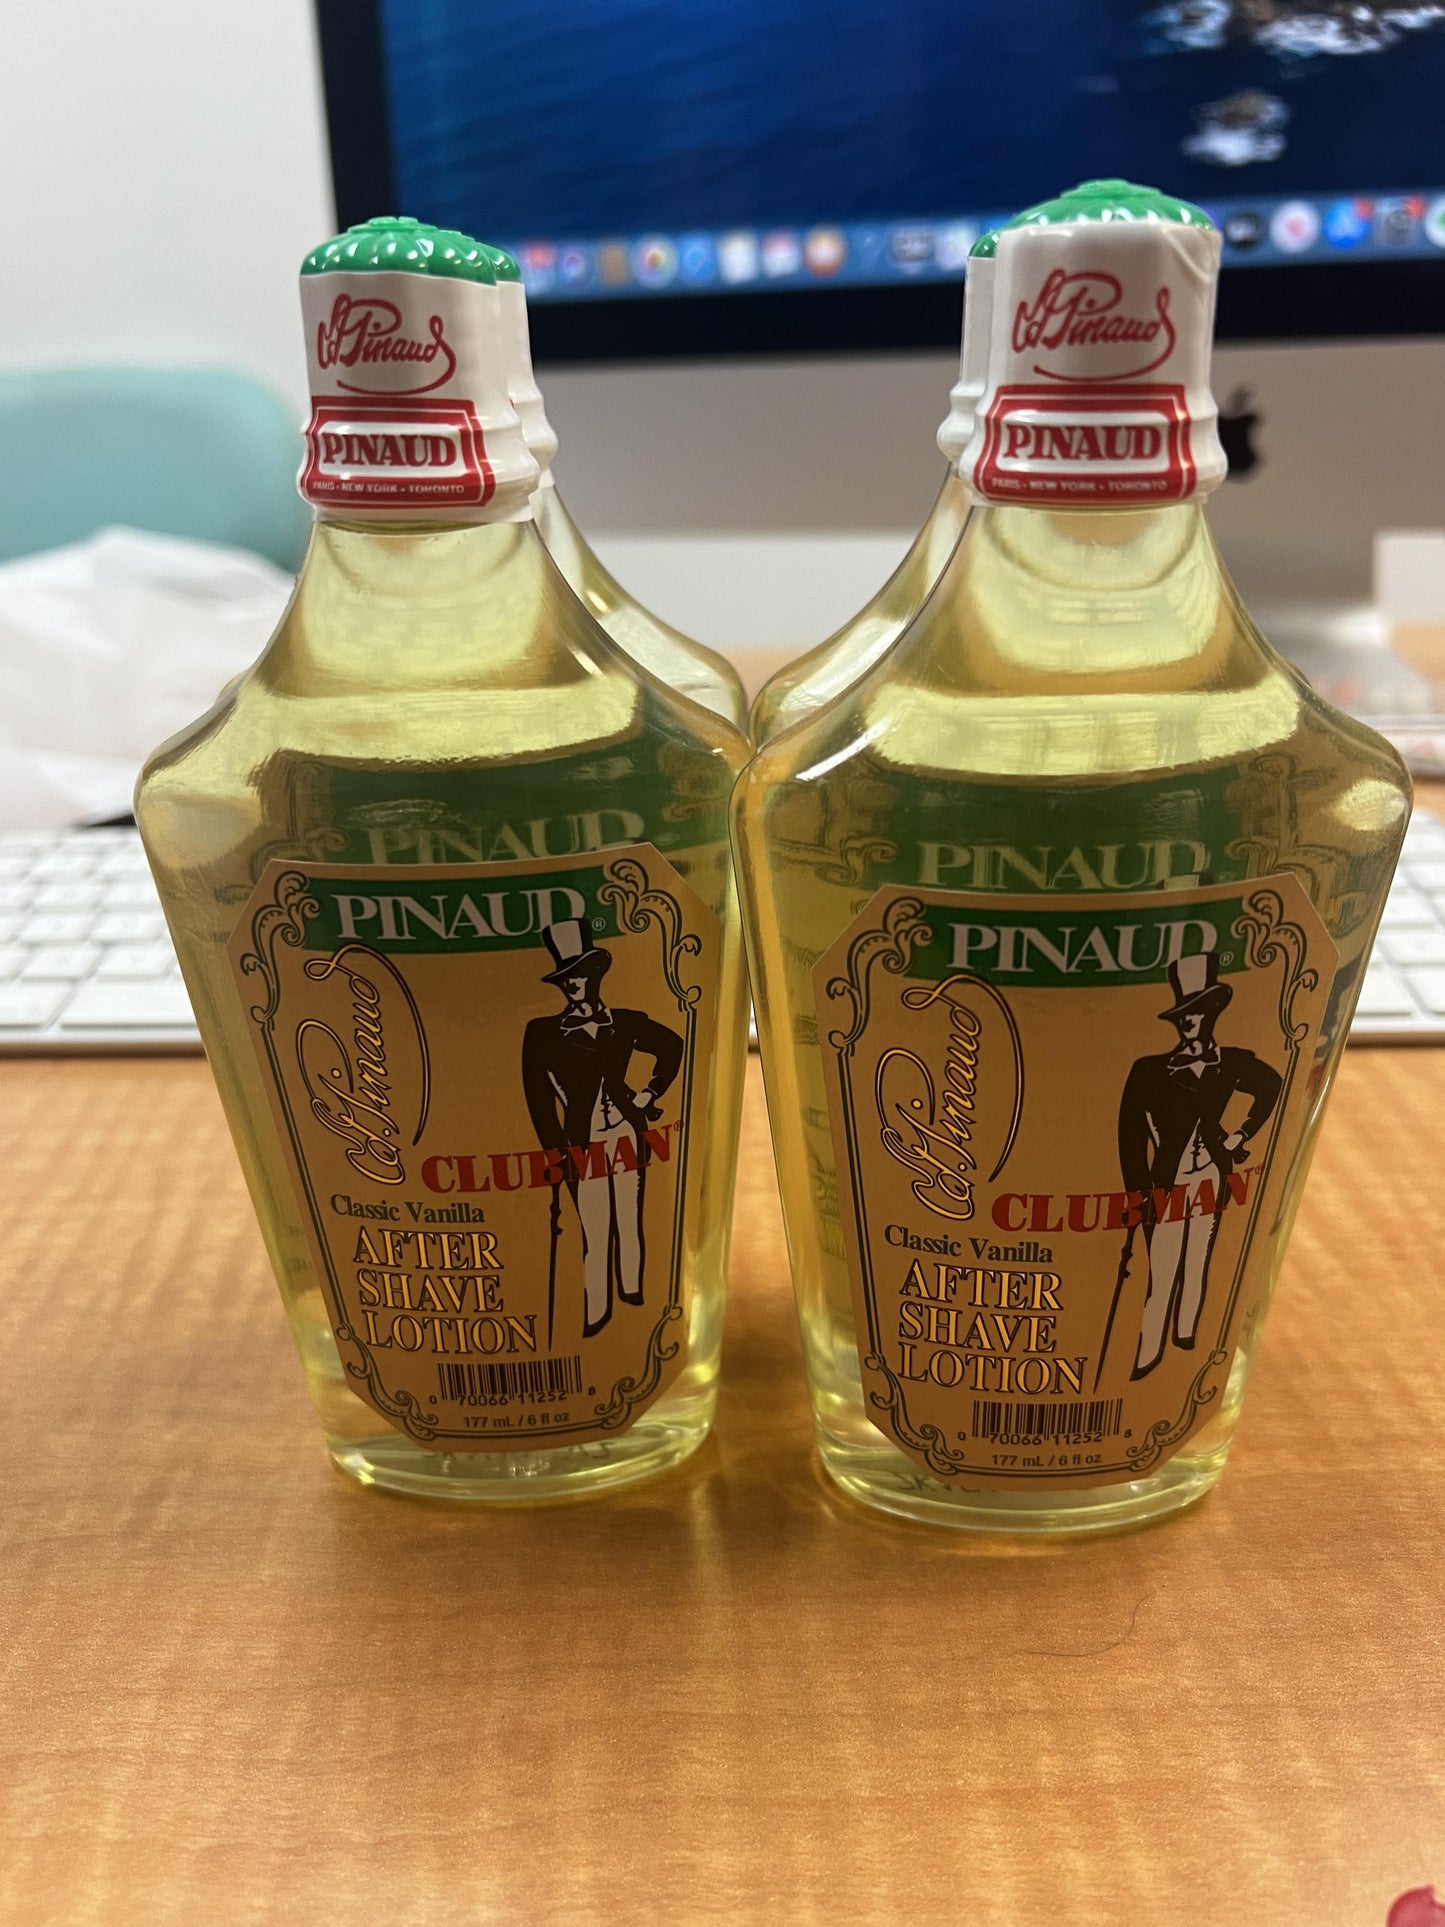 Ed. Pinaud
PINAUD
PARIS • NEW YORK • TORONTO
PINAUD
PINAUD®
Ed. Pinaud
CLUBMAN®
Classic Vanilla
AFTER
SHAVE
LOTION
0 70066 11252 8
177 mL / 6 fl oz
Ed. Pinaud
PINAUD
PARIS • NEW YORK • TORONTO
PINAUD
PINAUD®
Ed. Pinaud
CLUBMAN®
Classic Vanilla
AFTER
SHAVE
LOTION
0 70066 11252 8
177 mL / 6 fl oz